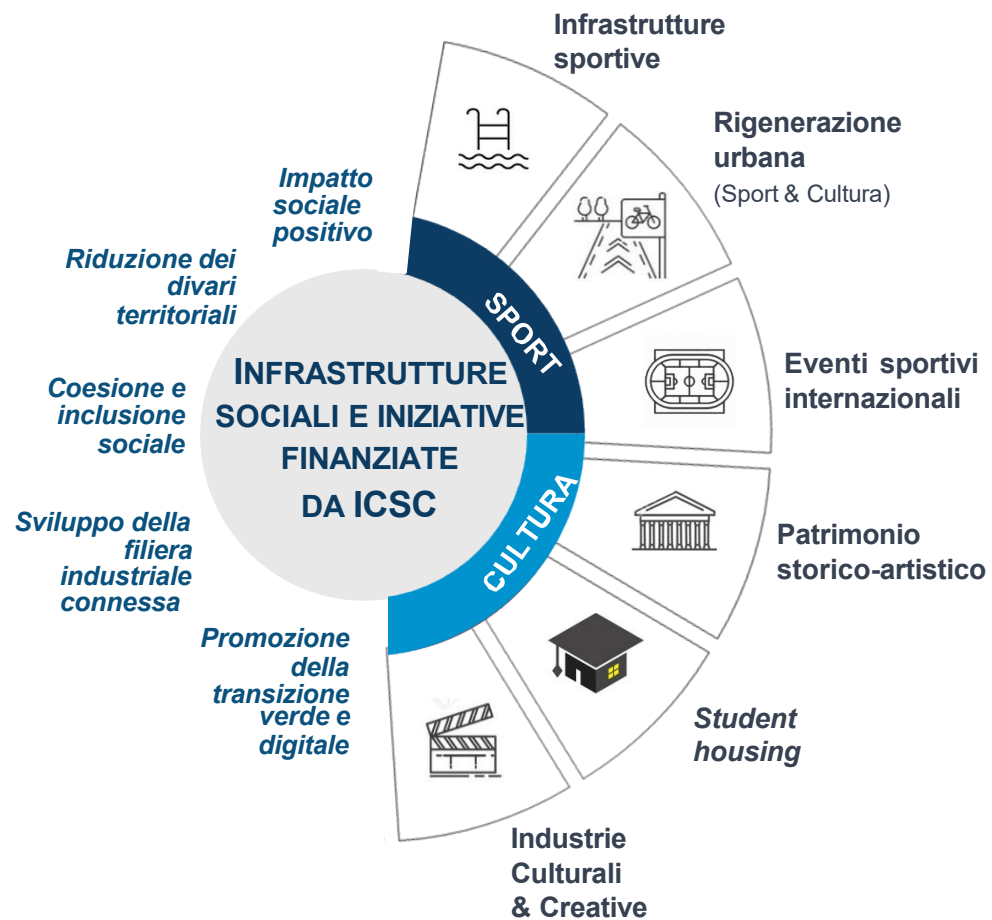 Infrastrutture
sportive
Rigenerazione
urbana
(Sport & Cultura)
Impatto
sociale
positivo
Riduzione dei
divari
territoriali
SPORT
INFRASTRUTTURE
SOCIALI E INIZIATIVE
FINANZIATE
DA ICSC
Eventi sportivi
internazionali
Coesione e
inclusione
sociale
CULTURA
Sviluppo della
filiera
industriale
connessa
Patrimonio
storico-artistico
Promozione
della
transizione
verde e
digitale
Student
housing
Industrie
Culturali
& Creative